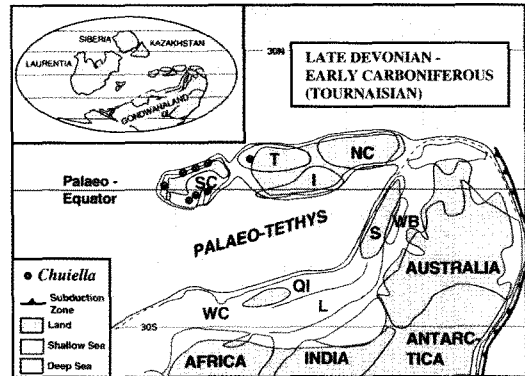 SIBERIA
KAZAKHSTAN
LAURENTIA
GONDWANALAND
30N
LATE DEVONIAN -
EARLY CARBONIFEROUS
(TOURNAISIAN)
T
NC
SC
I
Palaeo -
Equator
PALAEO-TETHYS
S
WB
AUSTRALIA
Chuiella
Subduction
Zone
Land
Shallow Sea
Deep Sea
QI
WC
L
30S
AFRICA
INDIA
ANTARC-
TICA